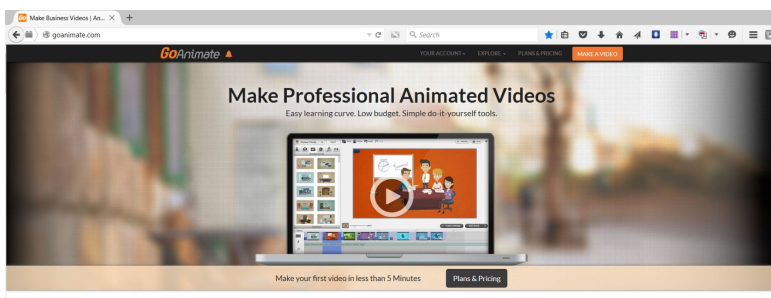 Make Business Videos | An...
goanimate.com
Search
GoAnimate
YOUR ACCOUNT
EXPLORE
PLANS & PRICING
MAKE A VIDEO
Make Professional Animated Videos
Easy learning curve. Low budget. Simple do-it-yourself tools.
Make your first video in less than 5 Minutes
Plans & Pricing